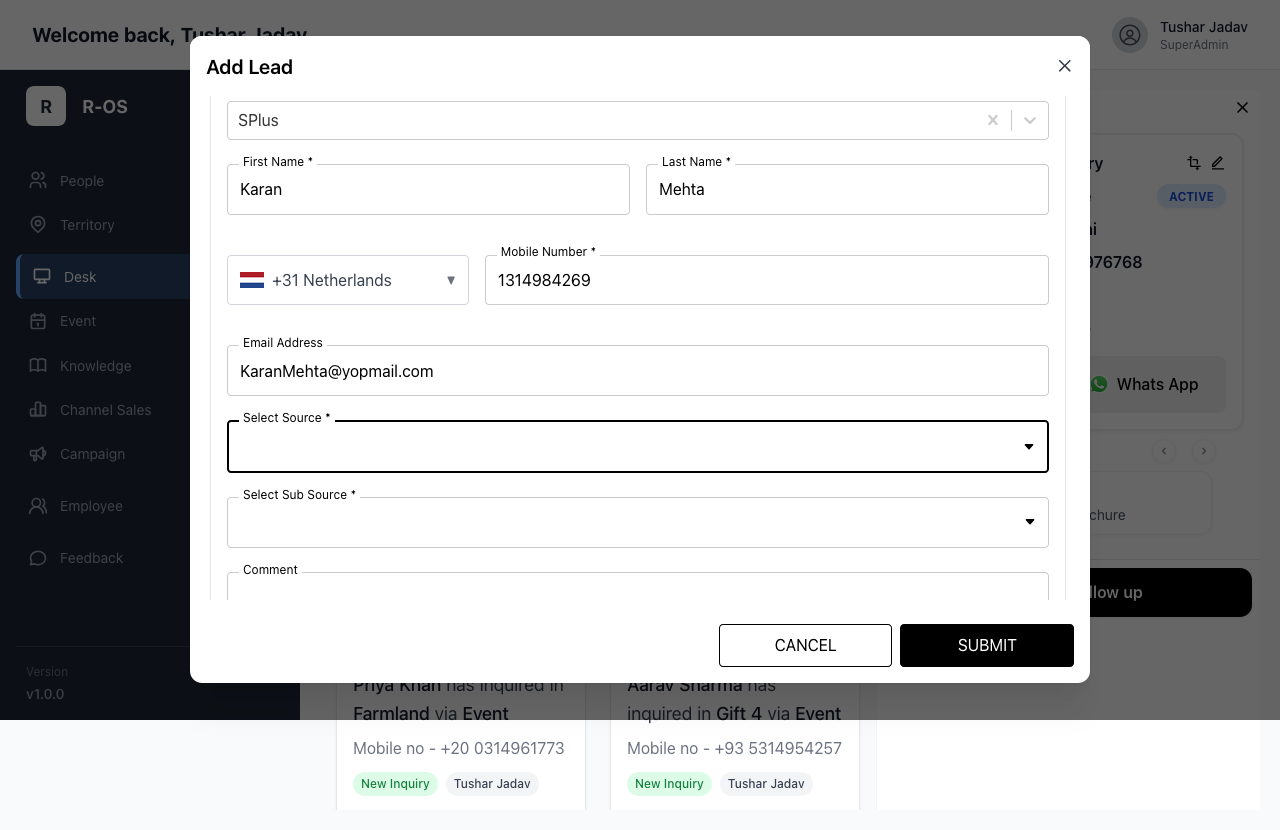 Welcome back, Tushar Jadav
Tushar Jadav
SuperAdmin
R
R-OS
People
Territory
Desk
Event
Knowledge
Channel Sales
Campaign
Employee
Feedback
Version
v1.0.0
Add Lead
SPlus
First Name *
Karan
Last Name *
Mehta
+31 Netherlands
Mobile Number *
1314984269
Email Address
KaranMehta@yopmail.com
Select Source *
Select Sub Source *
Comment
CANCEL
SUBMIT
ACTIVE
976768
Whats App
Priya Khan has inquired in
Farmland via Event
Mobile no - +20 0314961773
New Inquiry
Tushar Jadav
Aarav Sharma has
inquired in Gift 4 via Event
Mobile no - +93 5314954257
New Inquiry
Tushar Jadav